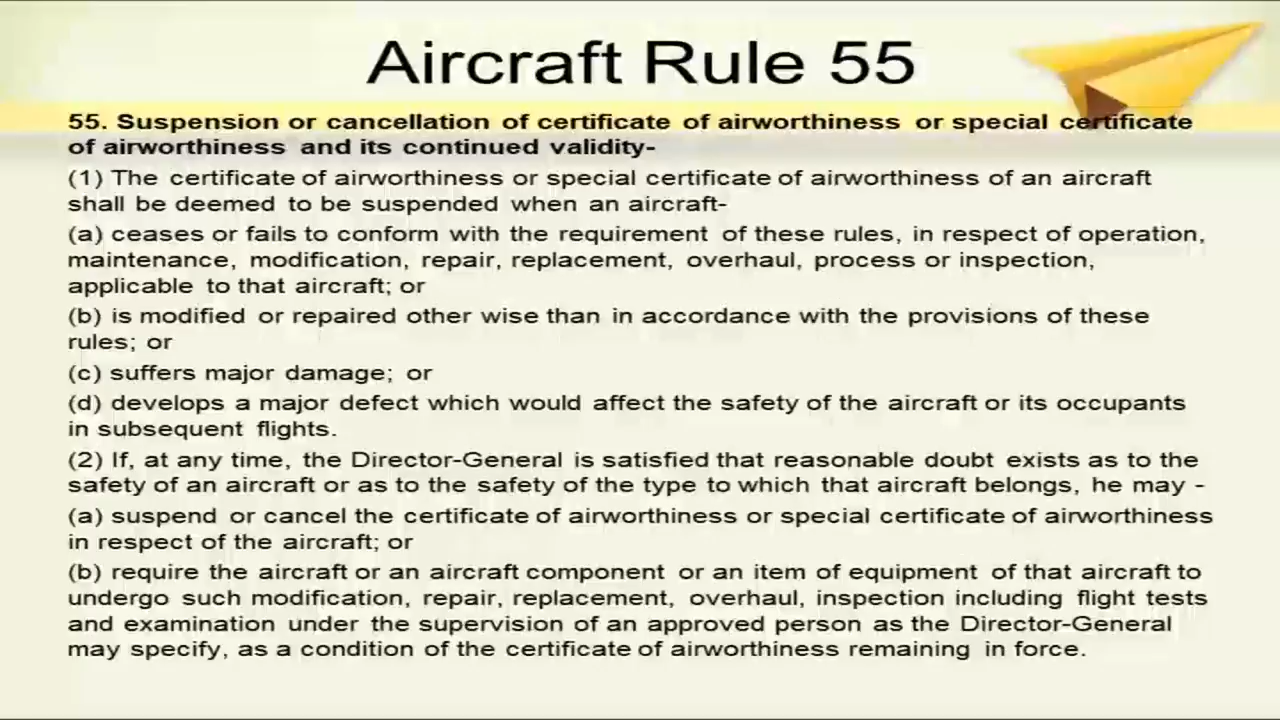 Aircraft Rule 55
55. Suspension or cancellation of certificate of airworthiness or special certificate
of airworthiness and its continued validity-
(1) The certificate of airworthiness or special certificate of airworthiness of an aircraft
shall be deemed to be suspended when an aircraft-
(a) ceases or fails to conform with the requirement of these rules, in respect of operation,
maintenance, modification, repair, replacement, overhaul, process or inspection,
applicable to that aircraft; or
(b) is modified or repaired other wise than in accordance with the provisions of these
rules; or
(c) suffers major damage; or
(d) develops a major defect which would affect the safety of the aircraft or its occupants
in subsequent flights.
(2) If, at any time, the Director-General is satisfied that reasonable doubt exists as to the
safety of an aircraft or as to the safety of the type to which that aircraft belongs, he may -
(a) suspend or cancel the certificate of airworthiness or special certificate of airworthiness
in respect of the aircraft; or
(b) require the aircraft or an aircraft component or an item of equipment of that aircraft to
undergo such modification, repair, replacement, overhaul, inspection including flight tests
and examination under the supervision of an approved person as the Director-General
may specify, as a condition of the certificate of airworthiness remaining in force.